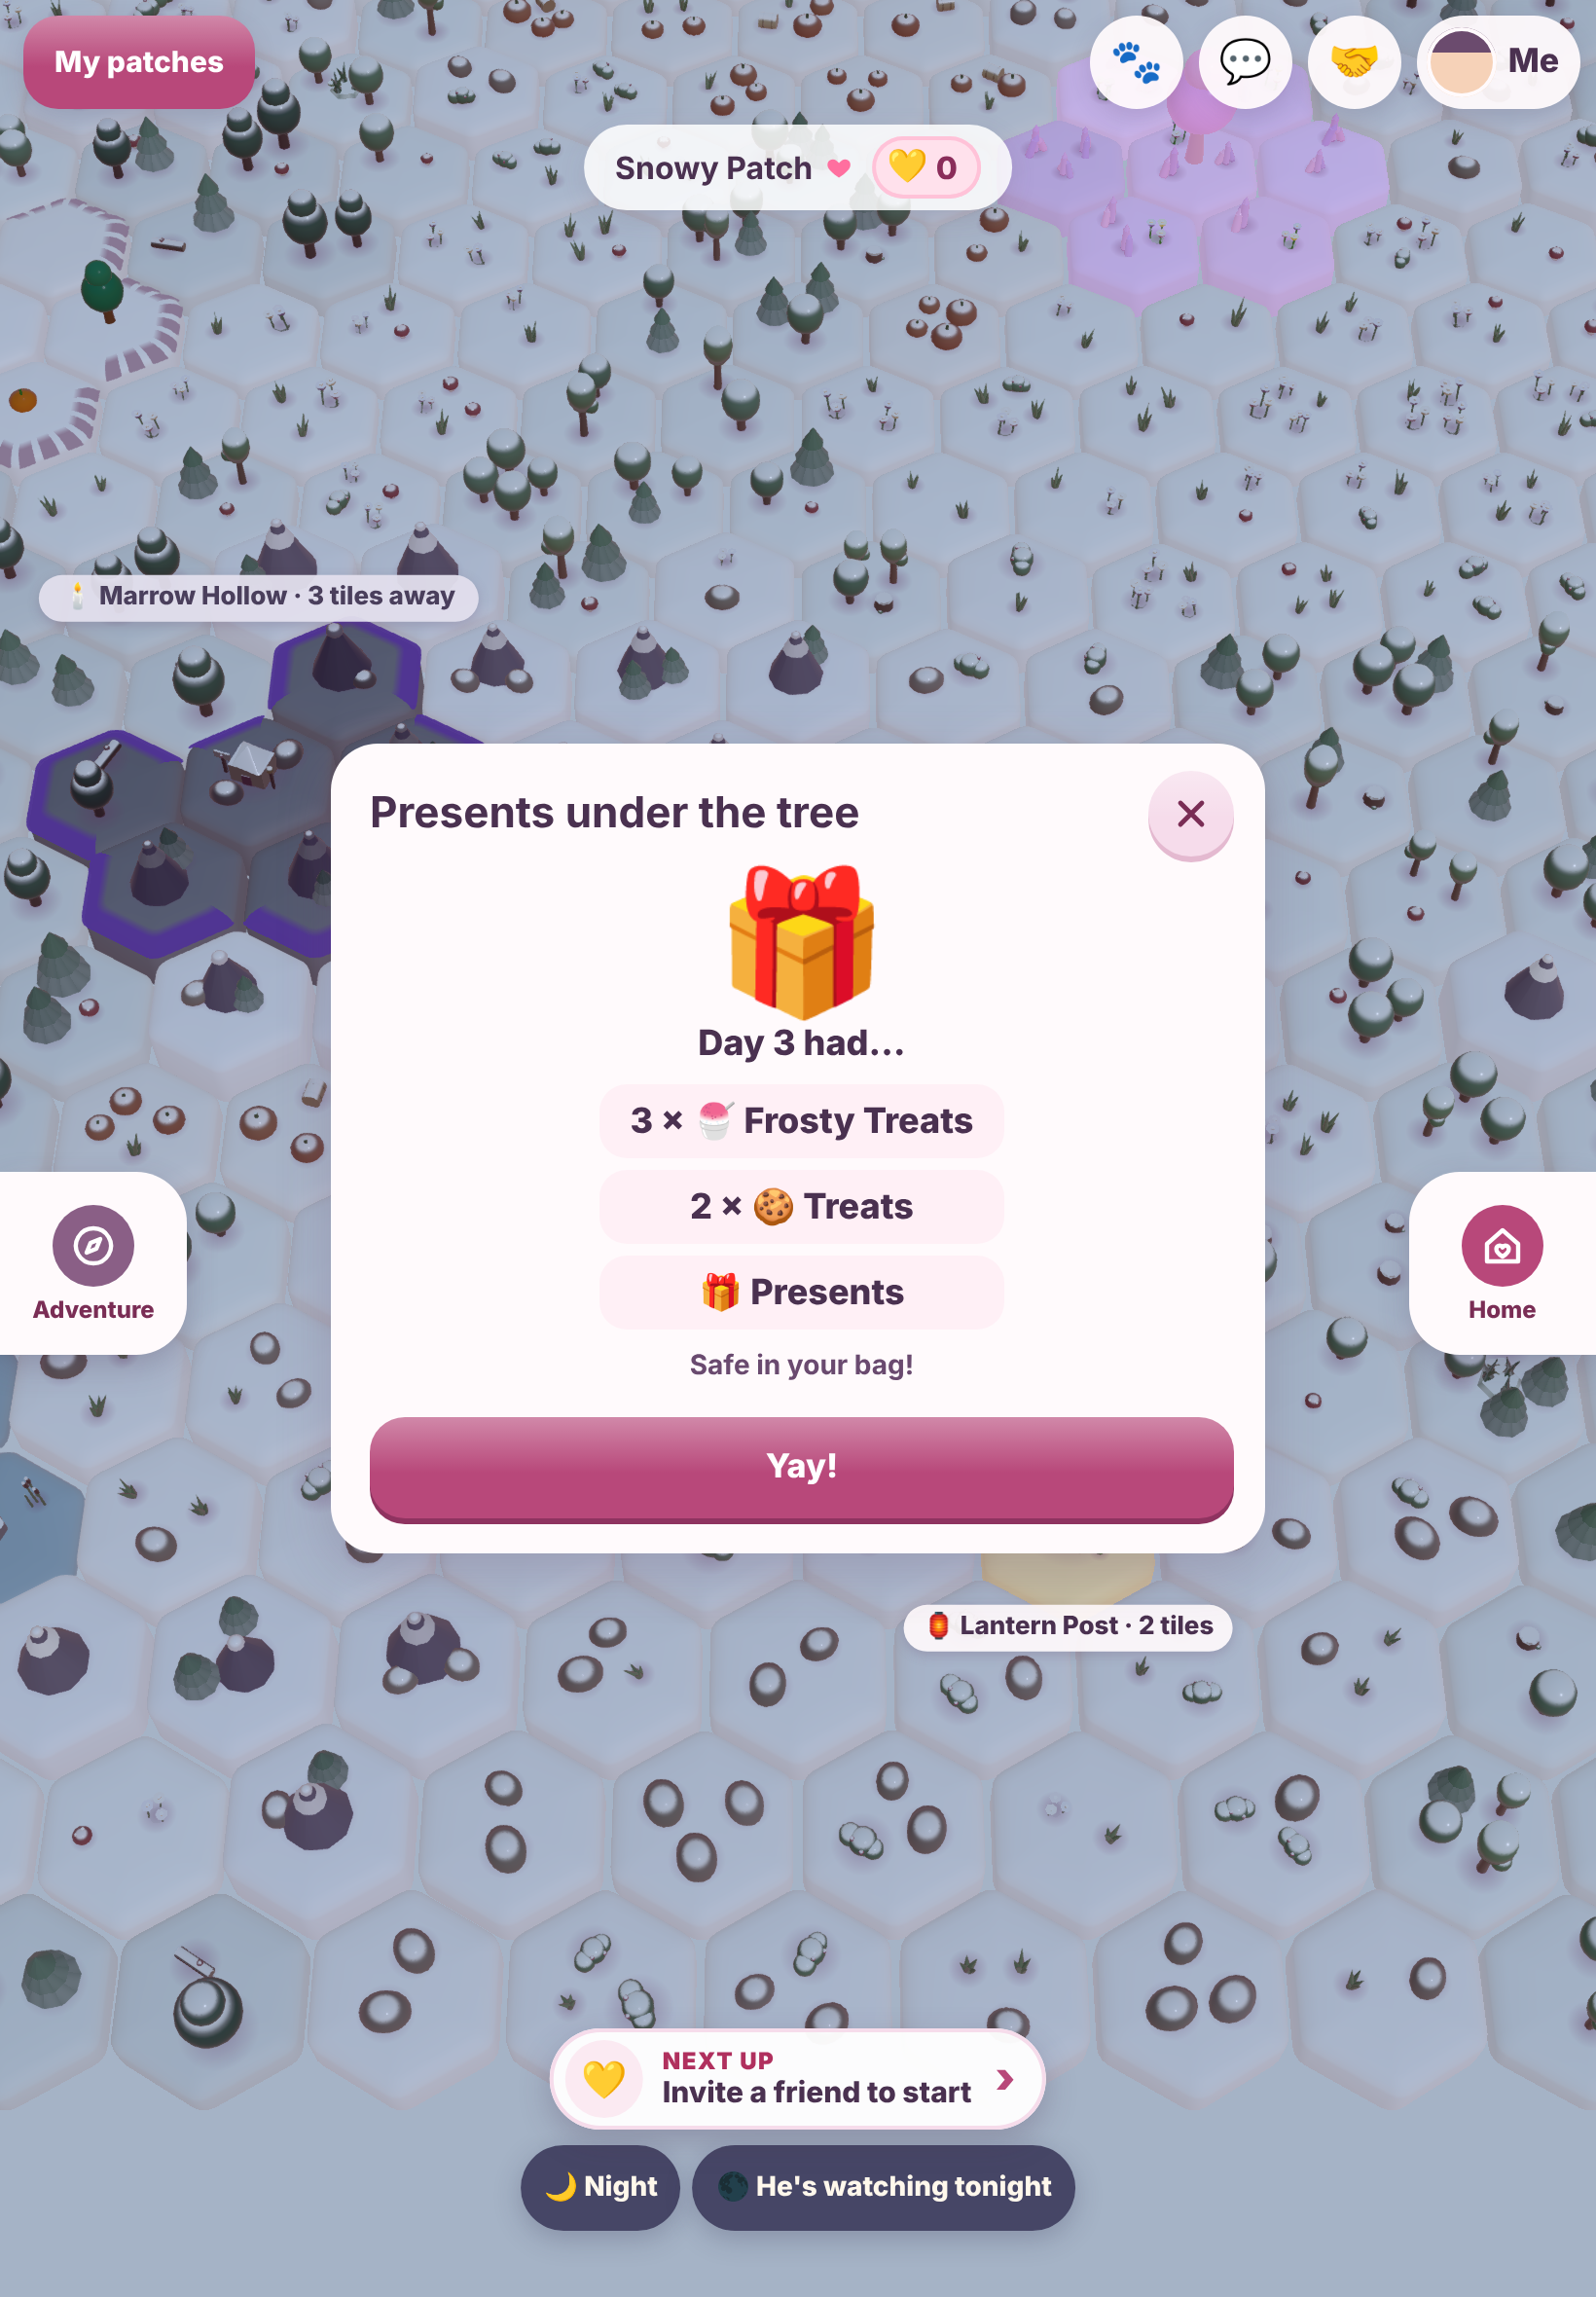 My patches
Me
Snowy Patch 💛 0
Marrow Hollow · 3 tiles away
Presents under the tree
Day 3 had...
3 × 🍧 Frosty Treats
2 × 🍪 Treats
🎁 Presents
Safe in your bag!
Yay!
Adventure
Home
Lantern Post · 2 tiles
NEXT UP
Invite a friend to start
Night
He's watching tonight